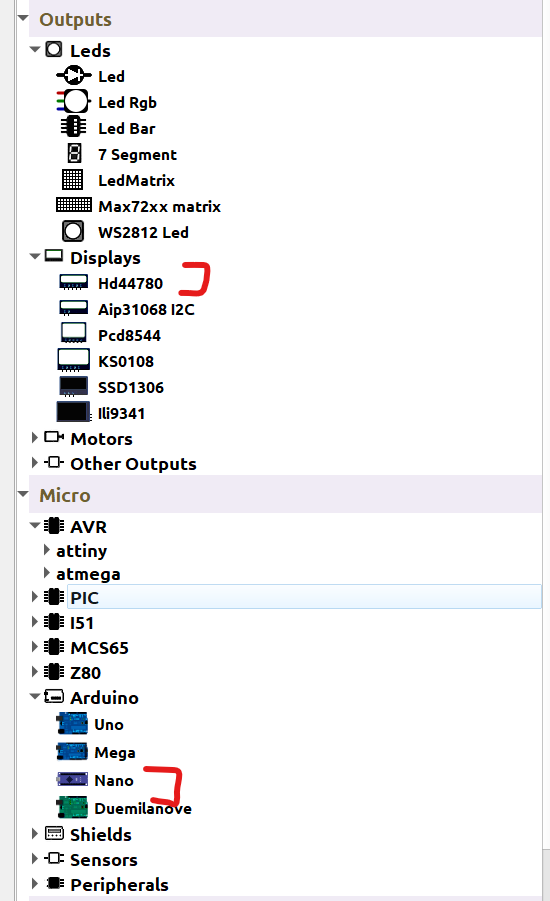 Outputs
Leds
Led
Led Rgb
Led Bar
7 Segment
LedMatrix
Max72xx matrix
WS2812 Led
Displays
Hd44780
Aip31068 I2C
Pcd8544
KS0108
SSD1306
Ili9341
Motors
Other Outputs
Micro
AVR
attiny
atmega
PIC
I51
MCS65
Z80
Arduino
Uno
Mega
Nano
Duemilanove
Shields
Sensors
Peripherals